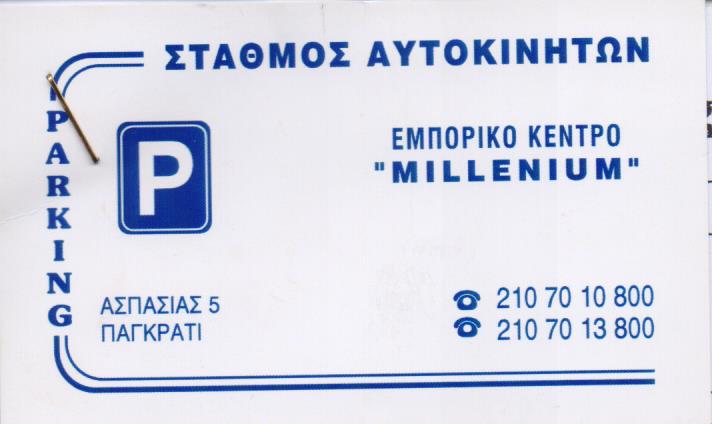 ΣΤΑΘΜΟΣ ΑΥΤΟΚΙΝΗΤΩΝ
PARKING
P
ΕΜΠΟΡΙΚΟ ΚΕΝΤΡΟ
"MILLENIUM"
ΑΣΠΑΣΙΑΣ 5
ΠΑΓΚΡΑΤΙ
☎ 210 70 10 800
☎ 210 70 13 800